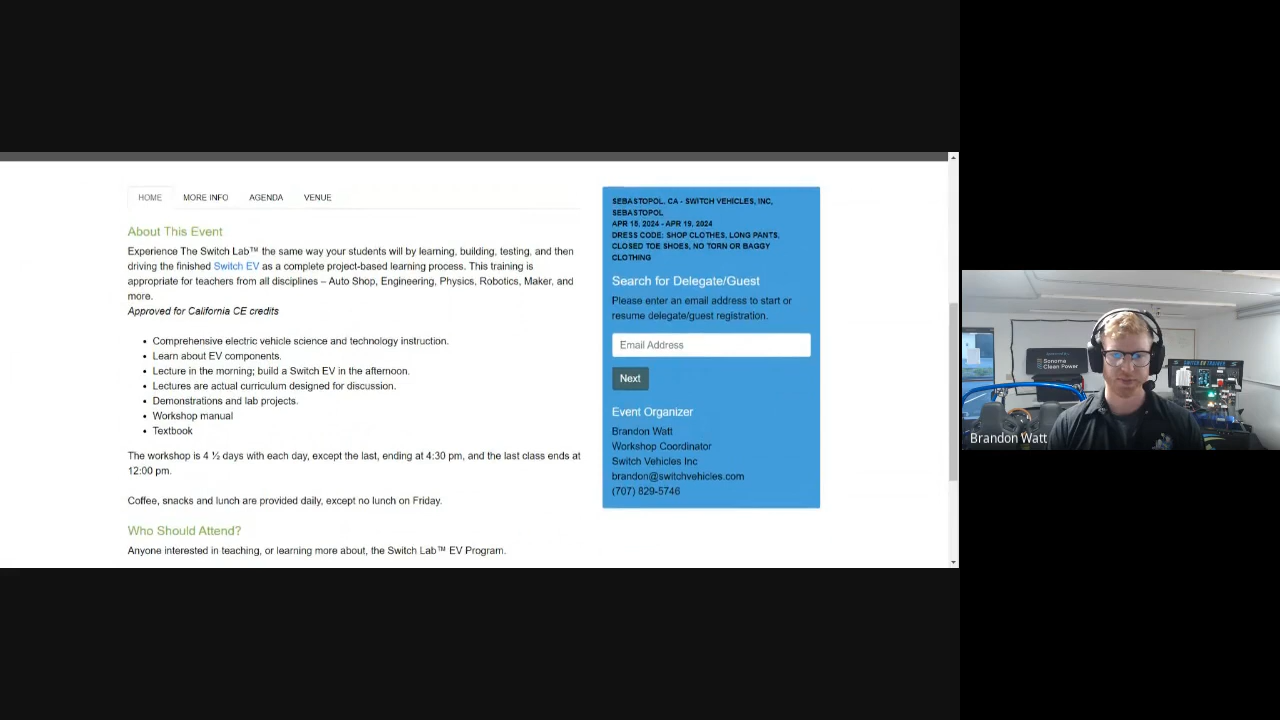 HOME MORE INFO AGENDA VENUE
About This Event
Experience The Switch Lab™ the same way your students will by learning, building, testing, and then
driving the finished Switch EV as a complete project-based learning process. This training is
appropriate for teachers from all disciplines – Auto Shop, Engineering, Physics, Robotics, Maker, and
more.
Approved for California CE credits
• Comprehensive electric vehicle science and technology instruction.
• Learn about EV components.
• Lecture in the morning; build a Switch EV in the afternoon.
• Lectures are actual curriculum designed for discussion.
• Demonstrations and lab projects.
• Workshop manual
• Textbook
The workshop is 4 ½ days with each day, except the last, ending at 4:30 pm, and the last class ends at
12:00 pm.
Coffee, snacks and lunch are provided daily, except no lunch on Friday.
Who Should Attend?
Anyone interested in teaching, or learning more about, the Switch Lab™ EV Program.
SEBASTOPOL, CA - SWITCH VEHICLES, INC,
SEBASTOPOL
APR 15, 2024 - APR 19, 2024
DRESS CODE: SHOP CLOTHES, LONG PANTS,
CLOSED TOE SHOES, NO TORN OR BAGGY
CLOTHING
Search for Delegate/Guest
Please enter an email address to start or
resume delegate/guest registration.
Email Address
Next
Event Organizer
Brandon Watt
Workshop Coordinator
Switch Vehicles Inc
brandon@switchvehicles.com
(707) 829-5746
Sonoma
Clean Power
SWITCH EV TRAINER
Brandon Watt